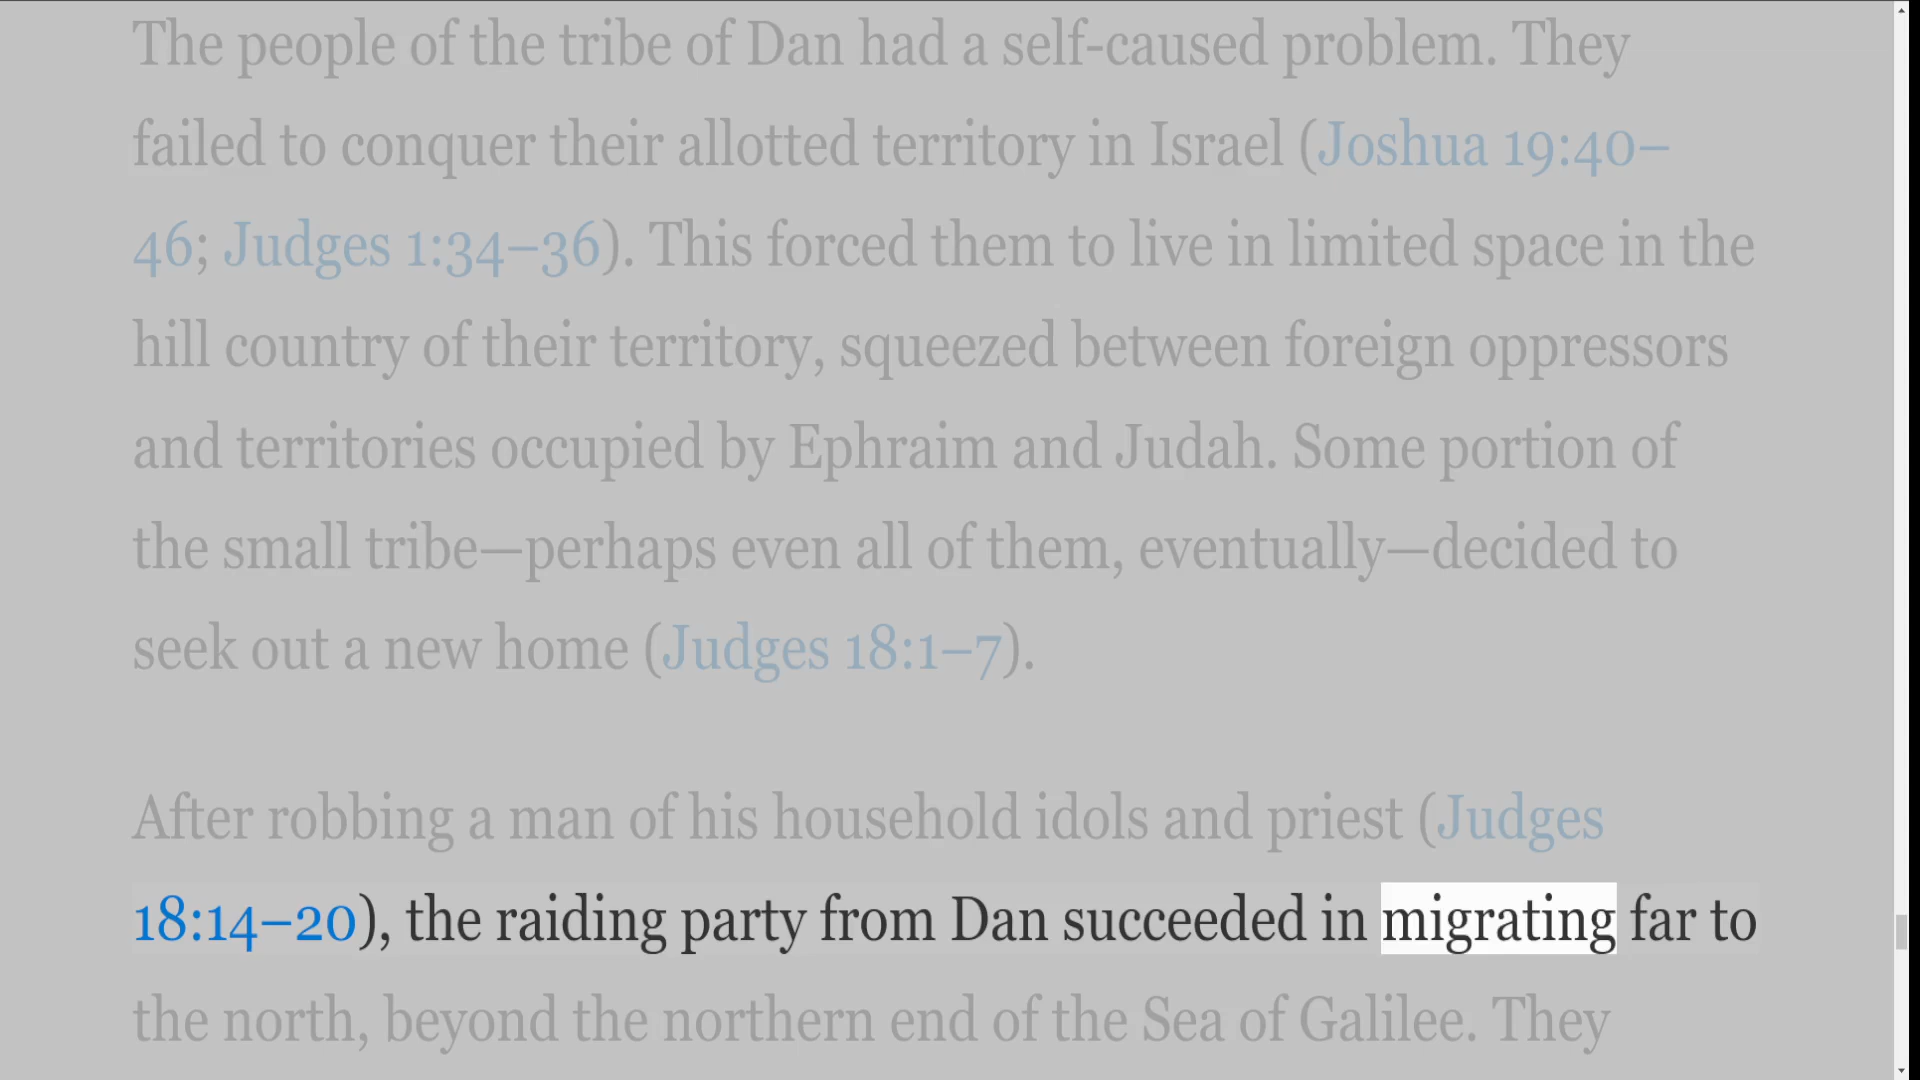 The people of the tribe of Dan had a self-caused problem. They
failed to conquer their allotted territory in Israel (Joshua 19:40–
46; Judges 1:34–36). This forced them to live in limited space in the
hill country of their territory, squeezed between foreign oppressors
and territories occupied by Ephraim and Judah. Some portion of
the small tribe—perhaps even all of them, eventually—decided to
seek out a new home (Judges 18:1–7).
After robbing a man of his household idols and priest (Judges
18:14–20), the raiding party from Dan succeeded in migrating far to
the north, beyond the northern end of the Sea of Galilee. They